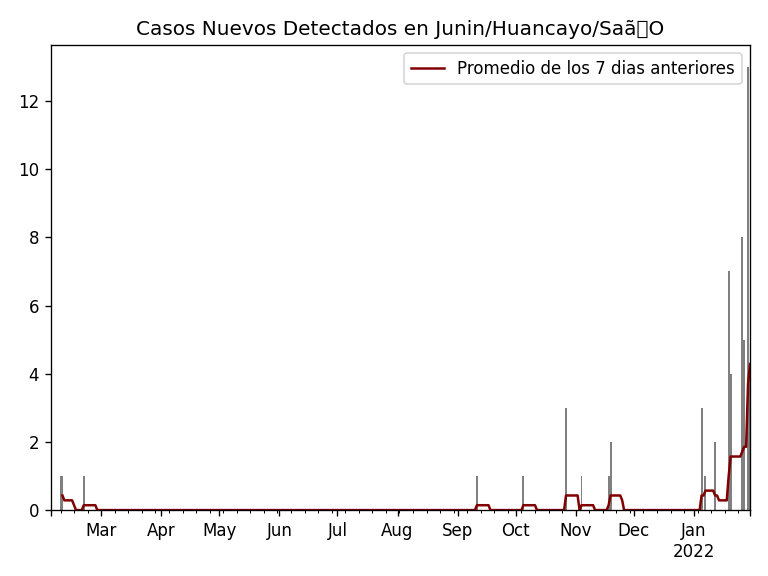 Casos Nuevos Detectados en Junin/Huancayo/Saã�O
Promedio de los 7 dias anteriores
12
10
8
6
4
2
0
Mar Apr May Jun Jul Aug Sep Oct Nov Dec Jan
2022